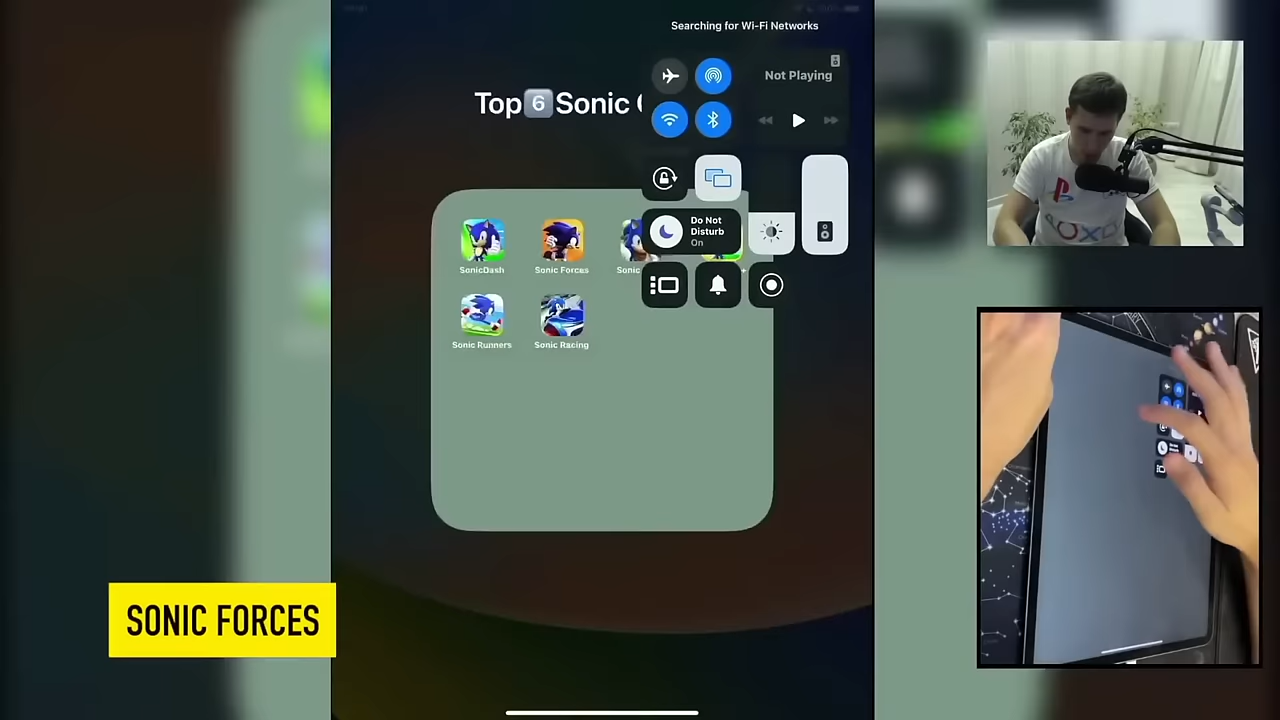 Searching for Wi-Fi Networks
Not Playing
Top 6 Sonic
Do Not
Disturb
On
SonicDash
Sonic Forces
Sonic
Sonic Runners
Sonic Racing
SONIC FORCES